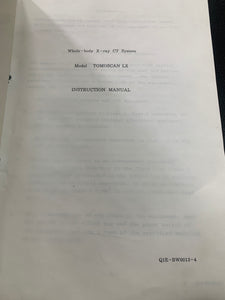 Whole-body X-ray CT System
Model TOMOSCAN LX
INSTRUCTION MANUAL
Q1E-BW0013-4